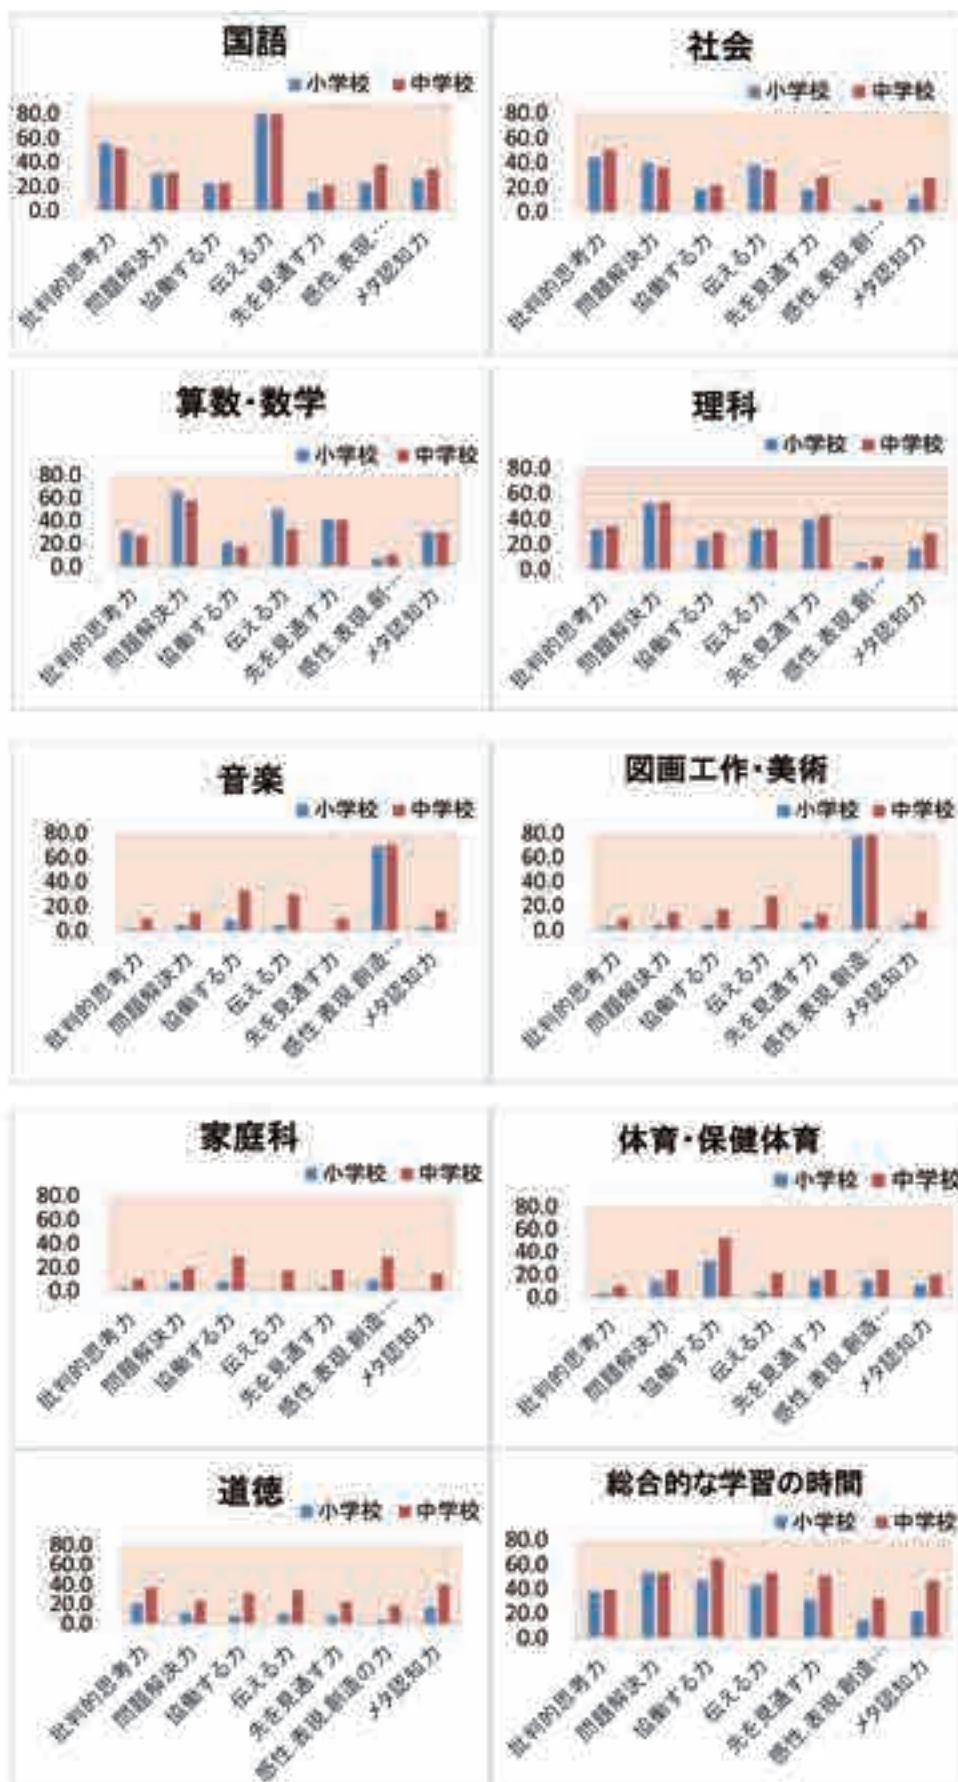 国語
小学校 中学校
80.0
60.0
40.0
20.0
0.0
批判的思考力
問題解決力
協働する力
伝える力
先を見通す力
感性.表現.…
メタ認知力
社会
小学校 中学校
80.0
60.0
40.0
20.0
0.0
批判的思考力
問題解決力
協働する力
伝える力
先を見通す力
感性.表現.創…
メタ認知力
算数・数学
小学校 中学校
80.0
60.0
40.0
20.0
0.0
批判的思考力
問題解決力
協働する力
伝える力
先を見通す力
感性.表現.創…
メタ認知力
理科
小学校 中学校
80.0
60.0
40.0
20.0
0.0
批判的思考力
問題解決力
協働する力
伝える力
先を見通す力
感性.表現.創…
メタ認知力
音楽
小学校 中学校
80.0
60.0
40.0
20.0
0.0
批判的思考力
問題解決力
協働する力
伝える力
先を見通す力
感性.表現.創造…
メタ認知力
図画工作・美術
小学校 中学校
80.0
60.0
40.0
20.0
0.0
批判的思考力
問題解決力
協働する力
伝える力
先を見通す力
感性.表現.創造…
メタ認知力
家庭科
小学校 中学校
80.0
60.0
40.0
20.0
0.0
批判的思考力
問題解決力
協働する力
伝える力
先を見通す力
感性.表現.創造…
メタ認知力
体育・保健体育
小学校 中学校
80.0
60.0
40.0
20.0
0.0
批判的思考力
問題解決力
協働する力
伝える力
先を見通す力
感性.表現.創造…
メタ認知力
道徳
小学校 中学校
80.0
60.0
40.0
20.0
0.0
批判的思考力
問題解決力
協働する力
伝える力
先を見通す力
感性.表現.創造の力
メタ認知力
総合的な学習の時間
小学校 中学校
80.0
60.0
40.0
20.0
0.0
批判的思考力
問題解決力
協働する力
伝える力
先を見通す力
感性.表現.創造…
メタ認知力